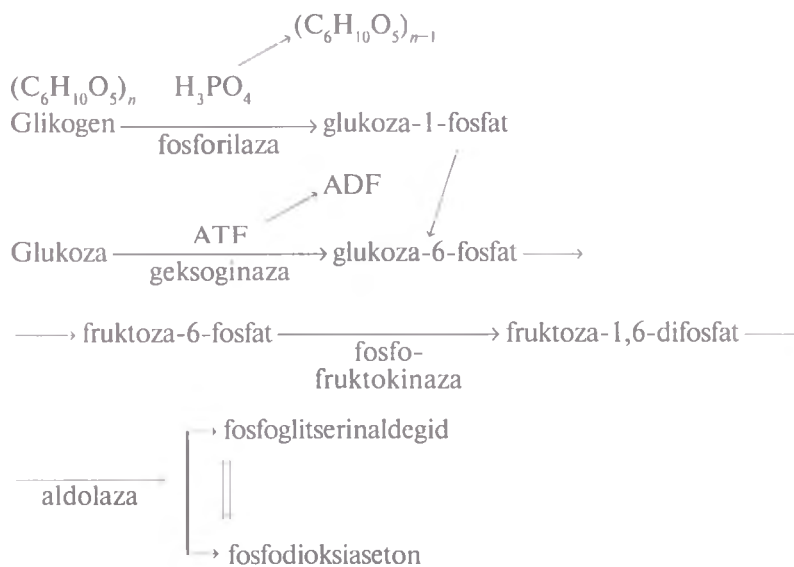 (C₆H₁₀O₅)ₙ₋₁
(C₆H₁₀O₅)ₙ H₃PO₄
Glikogen glukoza-1-fosfat
fosforilaza
ADF
ATF
Glukoza glukoza-6-fosfat
geksoginaza
fruktoza-6-fosfat fruktoza-1,6-difosfat
fosfo-
fruktokinaza
fosfoglitserinaldegid
aldolaza
fosfodioksiaseton